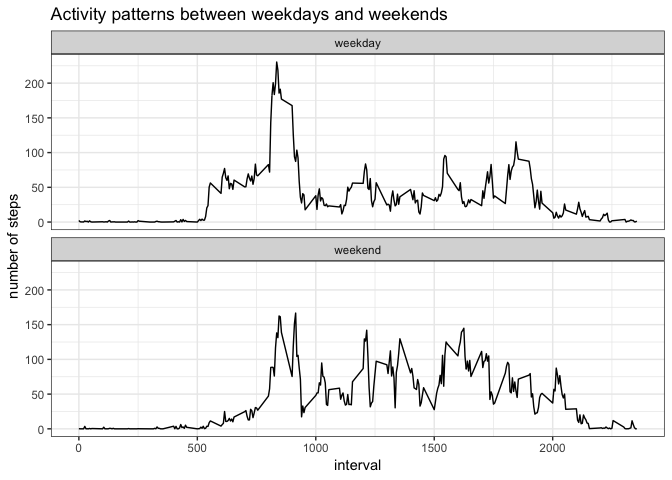 Activity patterns between weekdays and weekends
weekday
200
150
100
50
0
number of steps
weekend
200
150
100
50
0
0 500 1000 1500 2000
interval